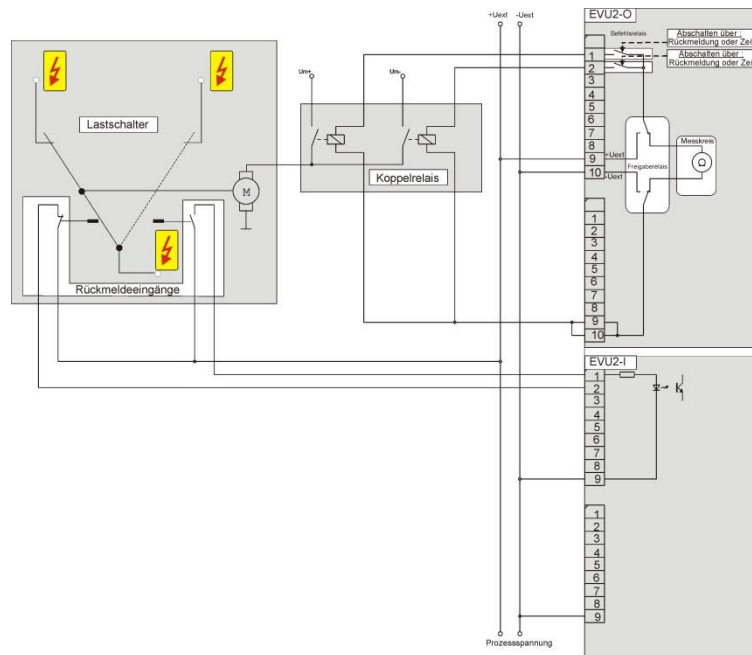 +Uext -Uext
EVU2-O
Befehlsrelais
Abschalten über :
Rückmeldung oder Zeit
Abschalten über :
Rückmeldung oder Zeit
1
2
3
4
5
6
7
8
9
10
+Uext
-Uext
Freigaberelais
Messkreis
Ω
Um+
Um-
Koppelrelais
Lastschalter
M
Rückmeldeeingänge
1
2
3
4
5
6
7
8
9
10
EVU2-I
1
2
3
4
5
6
7
8
9
1
2
3
4
5
6
7
8
9
Prozessspannung